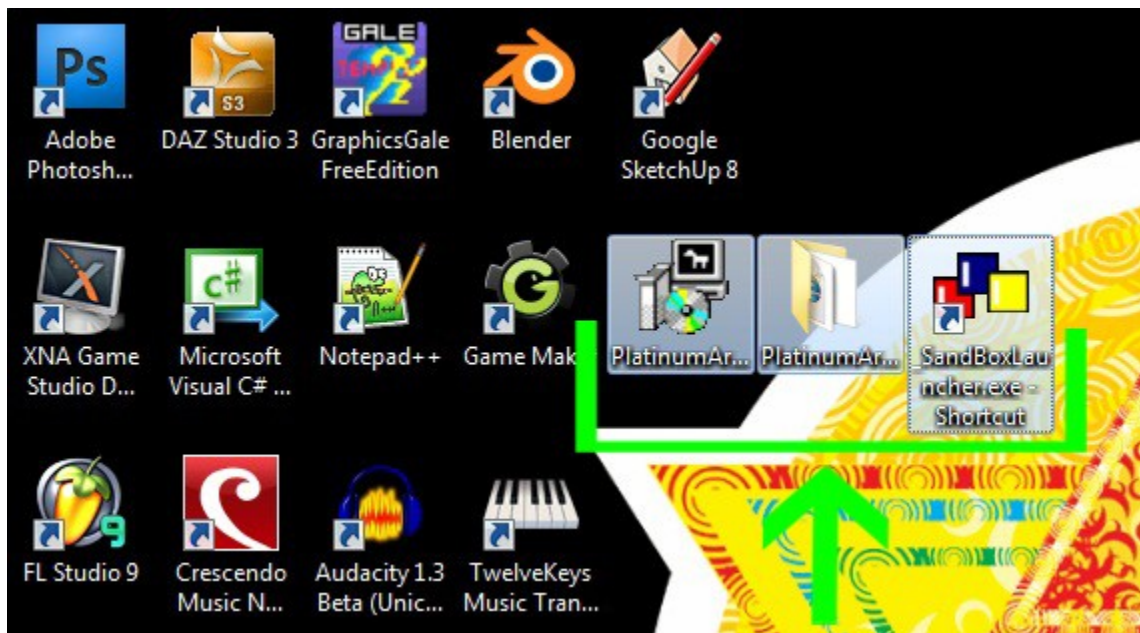 Ps
S3
GALE
TEMP
Adobe
Photosh...
DAZ Studio 3
GraphicsGale
FreeEdition
Blender
Google
SketchUp 8
C#
XNA Game
Studio D...
Microsoft
Visual C# ...
Notepad++
Game Mak
PlatinumAr...
PlatinumAr...
_SandBoxLau
ncher.exe -
Shortcut
9
FL Studio 9
Crescendo
Music N...
Audacity 1.3
Beta (Unic...
TwelveKeys
Music Tran...